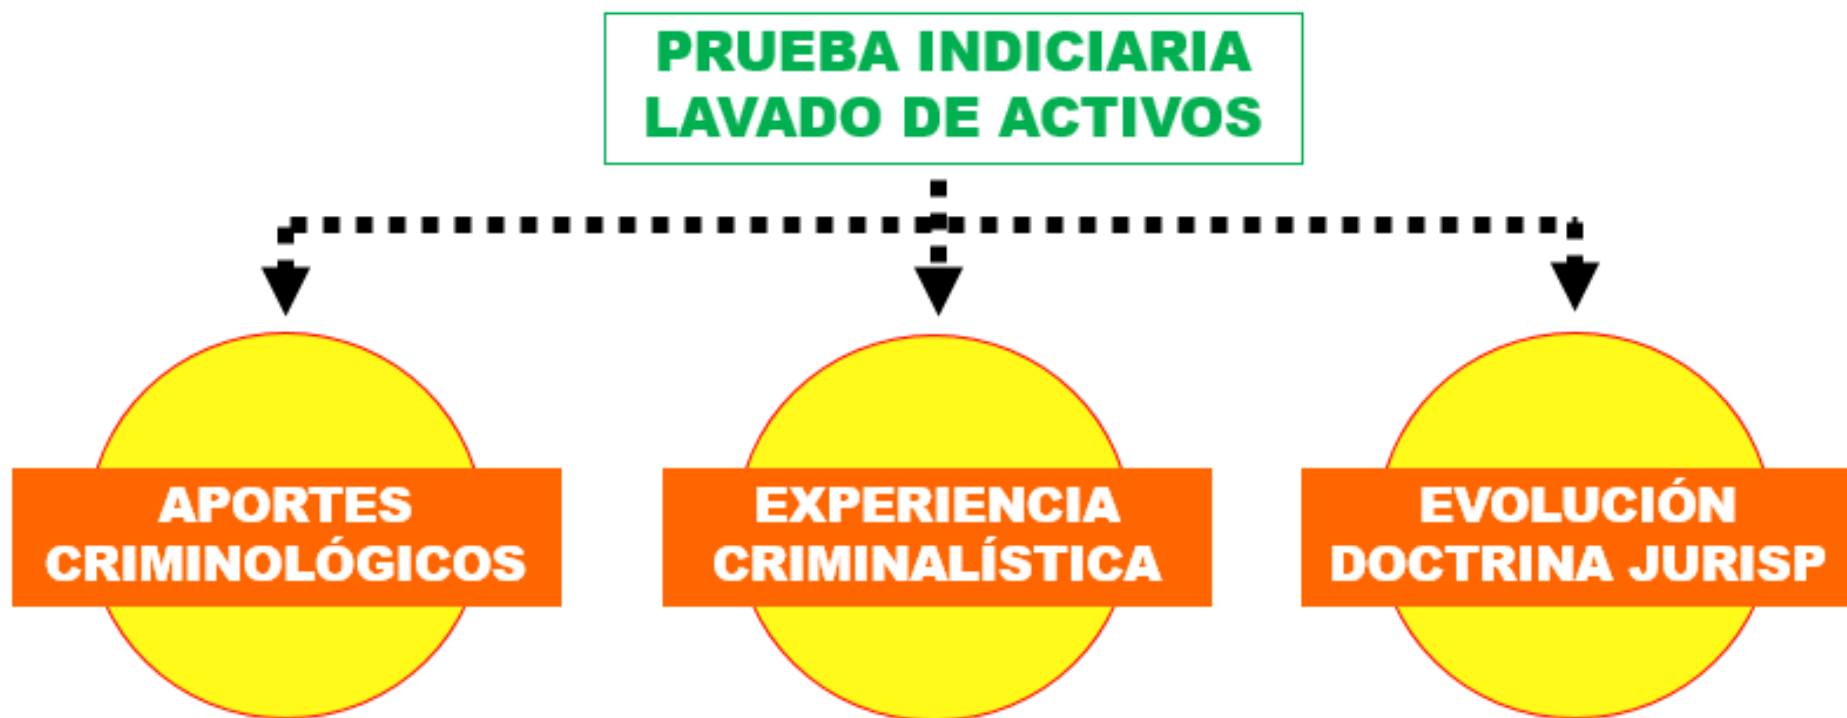 PRUEBA INDICIARIA
LAVADO DE ACTIVOS
APORTES
CRIMINOLÓGICOS
EXPERIENCIA
CRIMINALÍSTICA
EVOLUCIÓN
DOCTRINA JURISP